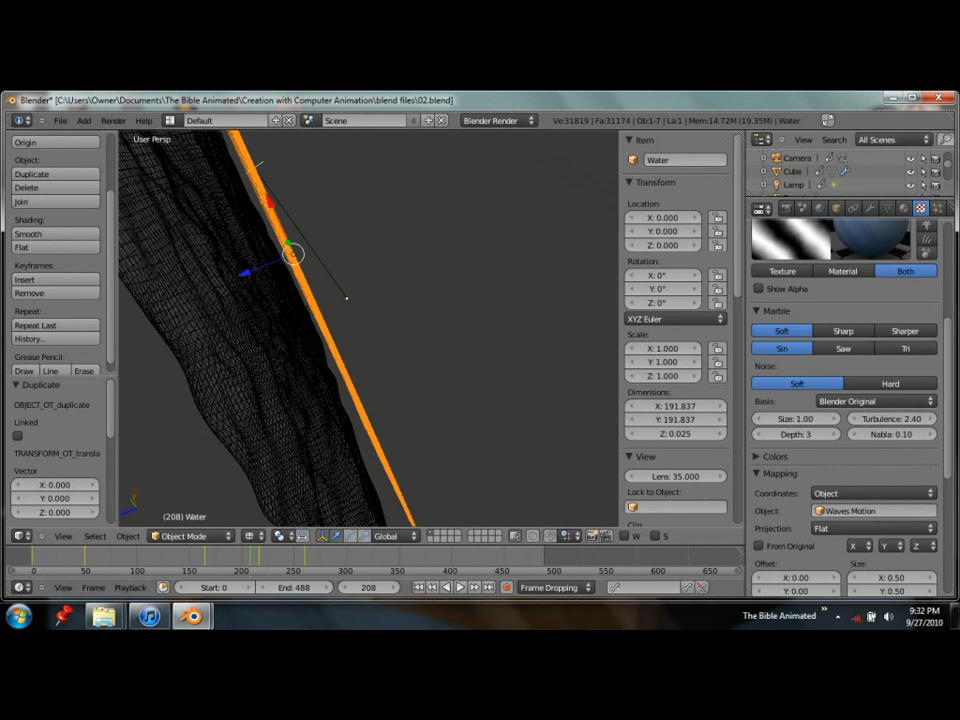 Blender* [C:\Users\Owner\Documents\The Bible Animated\Creation with Computer Animation\blend files\02.blend]
File Add Render Help Default Scene 4 Blender Render Ve:31819 | Fa:31174 | Ob:1-7 | La:1 | Mem:14.72M (19.35M) | Water
Origin
Object:
Duplicate
Delete
Join
Shading:
Smooth
Flat
Keyframes:
Insert
Remove
Repeat:
Repeat Last
History...
Grease Pencil:
Draw Line Erase
Duplicate
OBJECT_OT_duplicate
Linked
TRANSFORM_OT_transla
Vector
X: 0.000
Y: 0.000
Z: 0.000
User Persp
(208) Water
Item
Water
Transform
Location:
X: 0.000
Y: 0.000
Z: 0.000
Rotation:
X: 0°
Y: 0°
Z: 0°
XYZ Euler
Scale:
X: 1.000
Y: 1.000
Z: 1.000
Dimensions:
X: 191.837
Y: 191.837
Z: 0.025
View
Lens: 35.000
Lock to Object:
Clip
View Search All Scenes
Camera
Cube
Lamp
Texture Material Both
Show Alpha
Marble
Soft Sharp Sharper
Sin Saw Tri
Noise:
Soft Hard
Basis: Blender Original
Size: 1.00 Turbulence: 2.40
Depth: 3 Nabla: 0.10
Colors
Mapping
Coordinates: Object
Object: Waves Motion
Projection: Flat
From Original X Y Z
Offset: Size:
X: 0.00 X: 0.50
Y: 0.00 Y: 0.50
View Select Object Object Mode Global W S
0 50 100 150 200 250 300 350 400 450 500 550 600 650
View Frame Playback Start: 0 End: 488 208 Frame Dropping
The Bible Animated
9:32 PM
9/27/2010